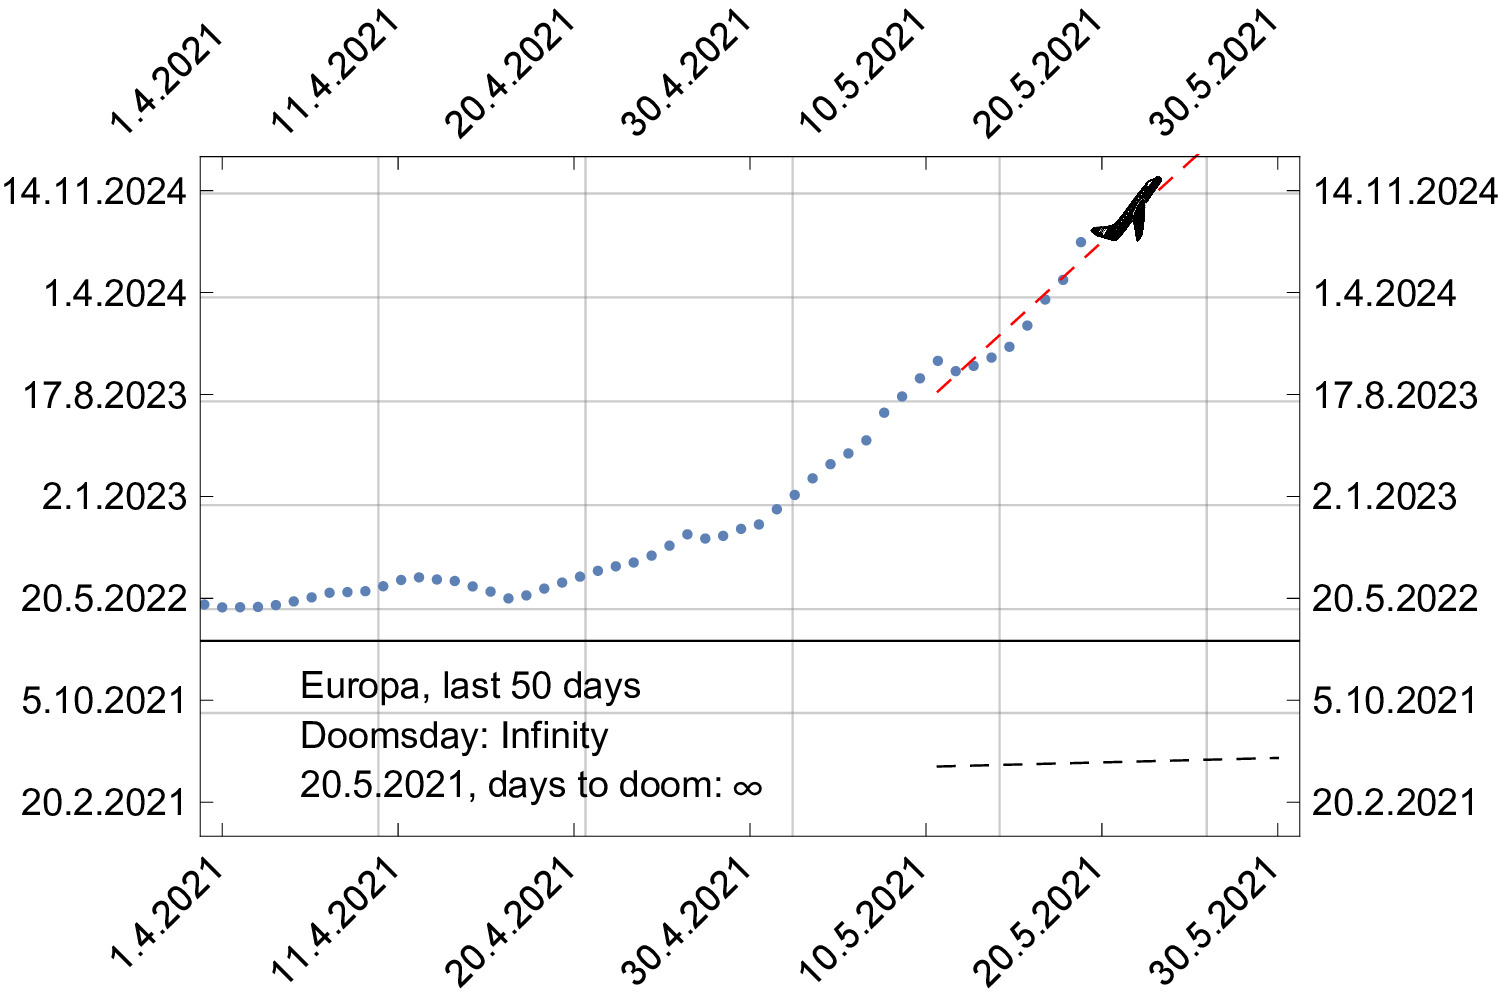 1.4.2021 11.4.2021 20.4.2021 30.4.2021 10.5.2021 20.5.2021 30.5.2021
14.11.2024 14.11.2024
1.4.2024 1.4.2024
17.8.2023 17.8.2023
2.1.2023 2.1.2023
20.5.2022 20.5.2022
Europa, last 50 days
5.10.2021 5.10.2021
Doomsday: Infinity
20.5.2021, days to doom: ∞
20.2.2021 20.2.2021
1.4.2021 11.4.2021 20.4.2021 30.4.2021 10.5.2021 20.5.2021 30.5.2021